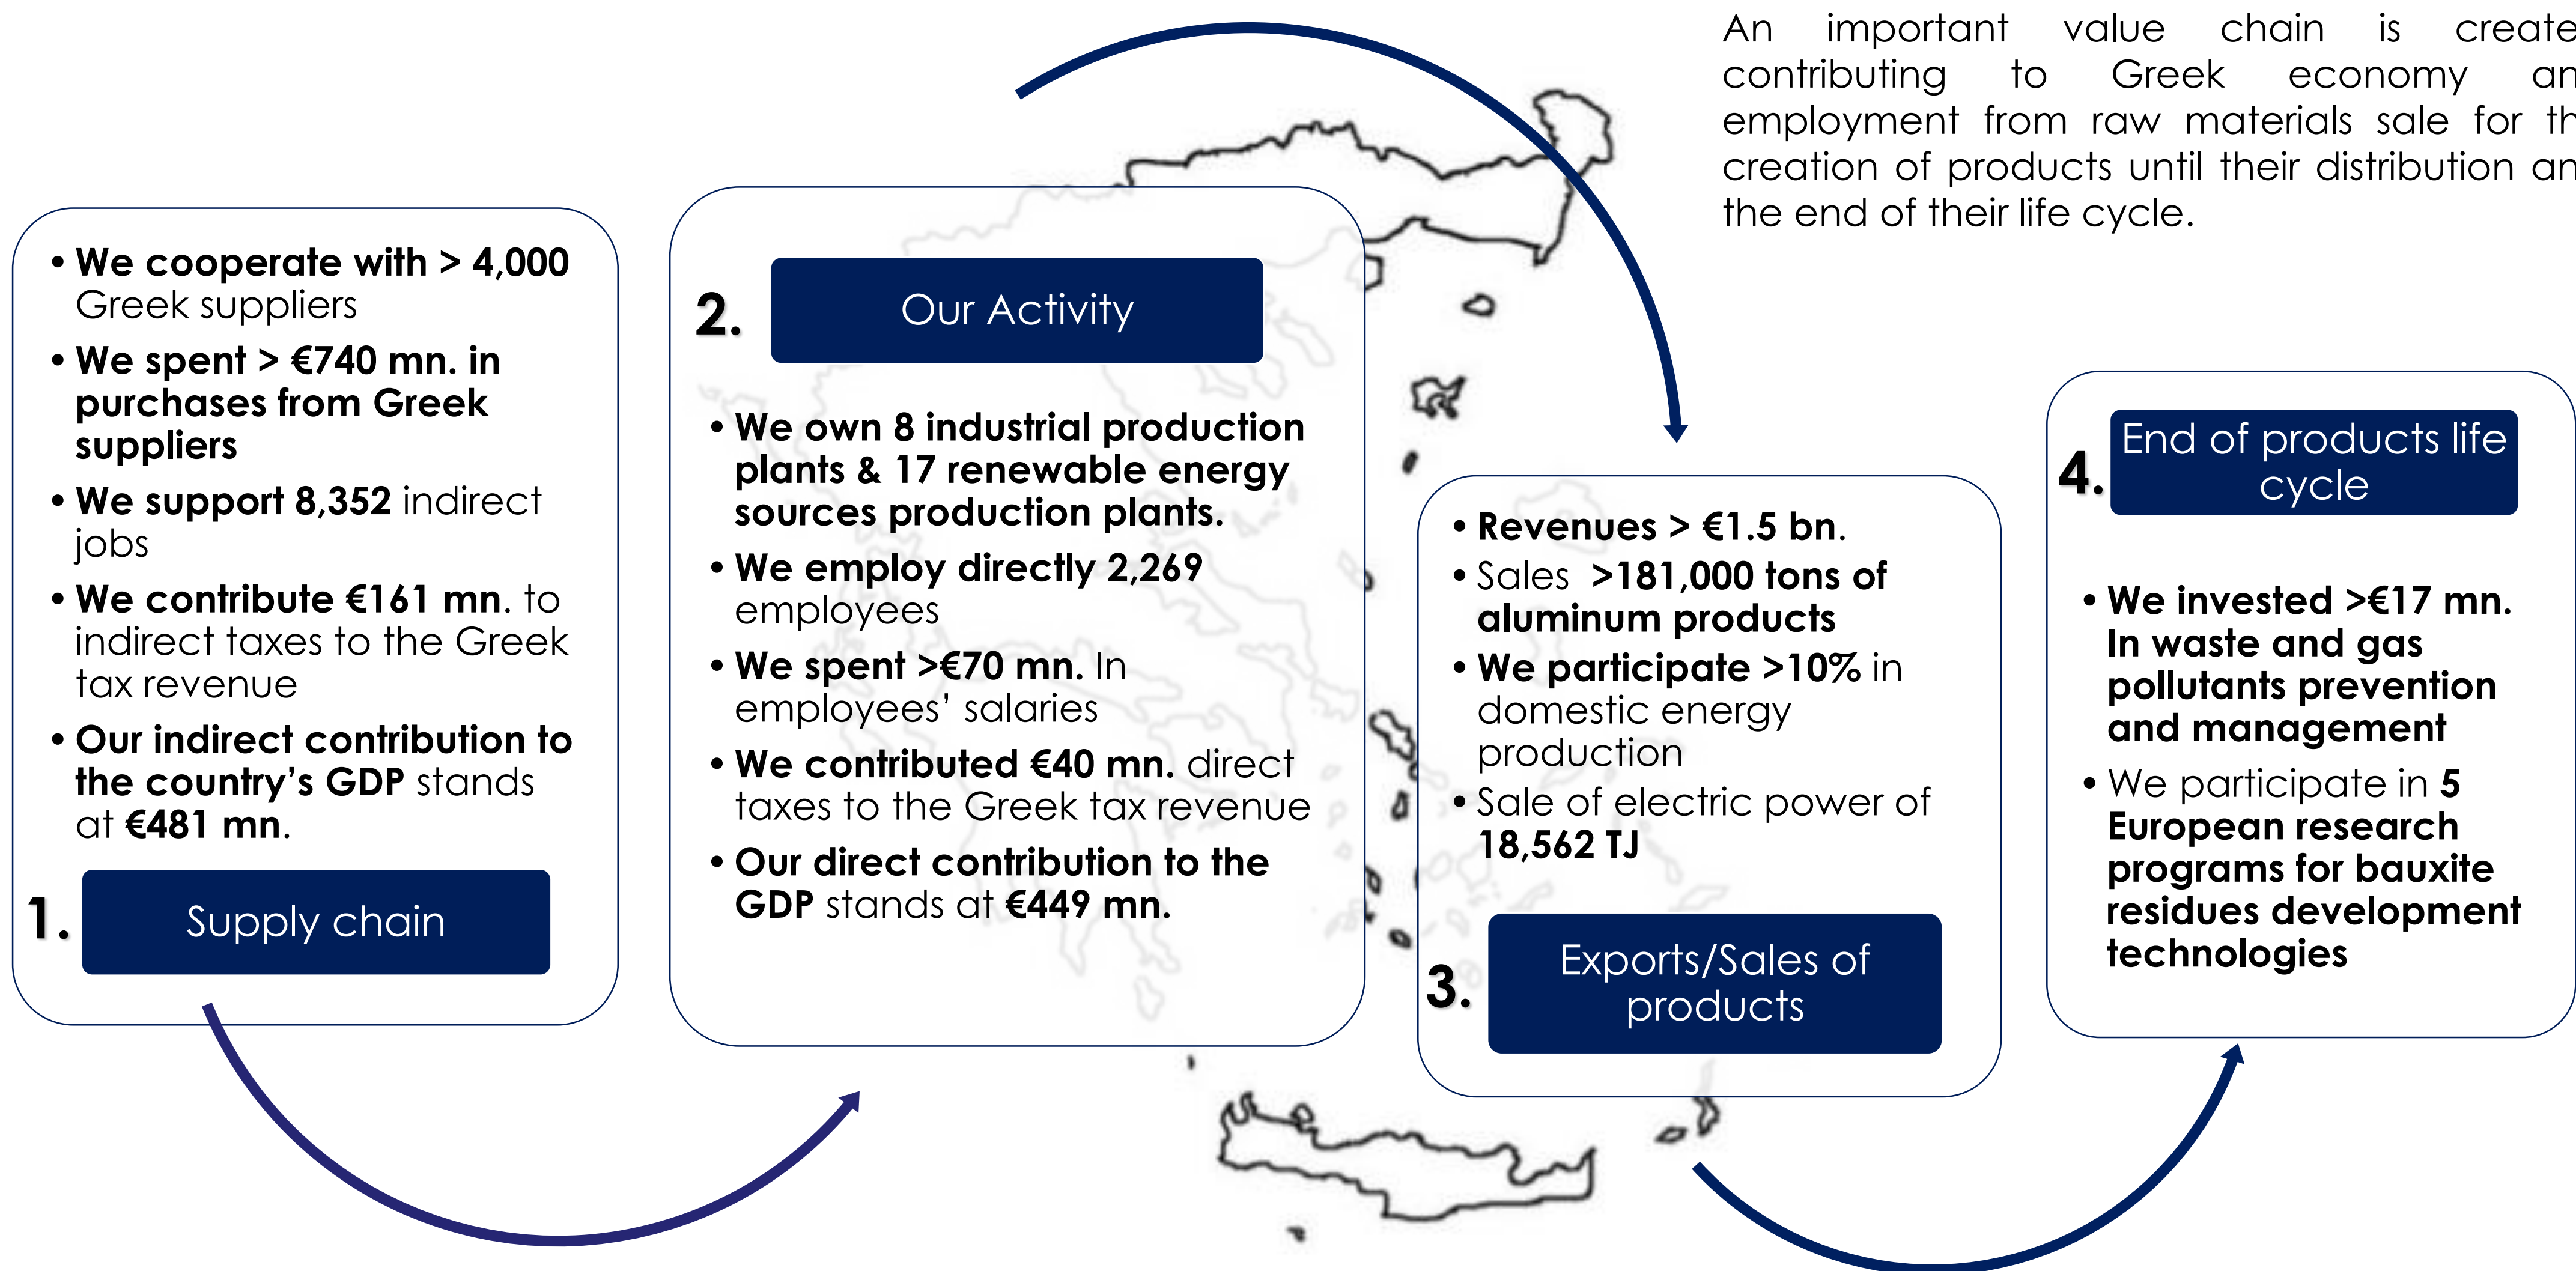 An important value chain is create
contributing to Greek economy an
employment from raw materials sale for th
creation of products until their distribution an
the end of their life cycle.
• We cooperate with > 4,000
Greek suppliers
• We spent > €740 mn. in
purchases from Greek
suppliers
• We support 8,352 indirect
jobs
• We contribute €161 mn. to
indirect taxes to the Greek
tax revenue
• Our indirect contribution to
the country’s GDP stands
at €481 mn.
1. Supply chain
2. Our Activity
• We own 8 industrial production
plants & 17 renewable energy
sources production plants.
• We employ directly 2,269
employees
• We spent >€70 mn. In
employees’ salaries
• We contributed €40 mn. direct
taxes to the Greek tax revenue
• Our direct contribution to the
GDP stands at €449 mn.
• Revenues > €1.5 bn.
• Sales >181,000 tons of
aluminum products
• We participate >10% in
domestic energy
production
• Sale of electric power of
18,562 TJ
3. Exports/Sales of
products
4. End of products life
cycle
• We invested >€17 mn.
In waste and gas
pollutants prevention
and management
• We participate in 5
European research
programs for bauxite
residues development
technologies